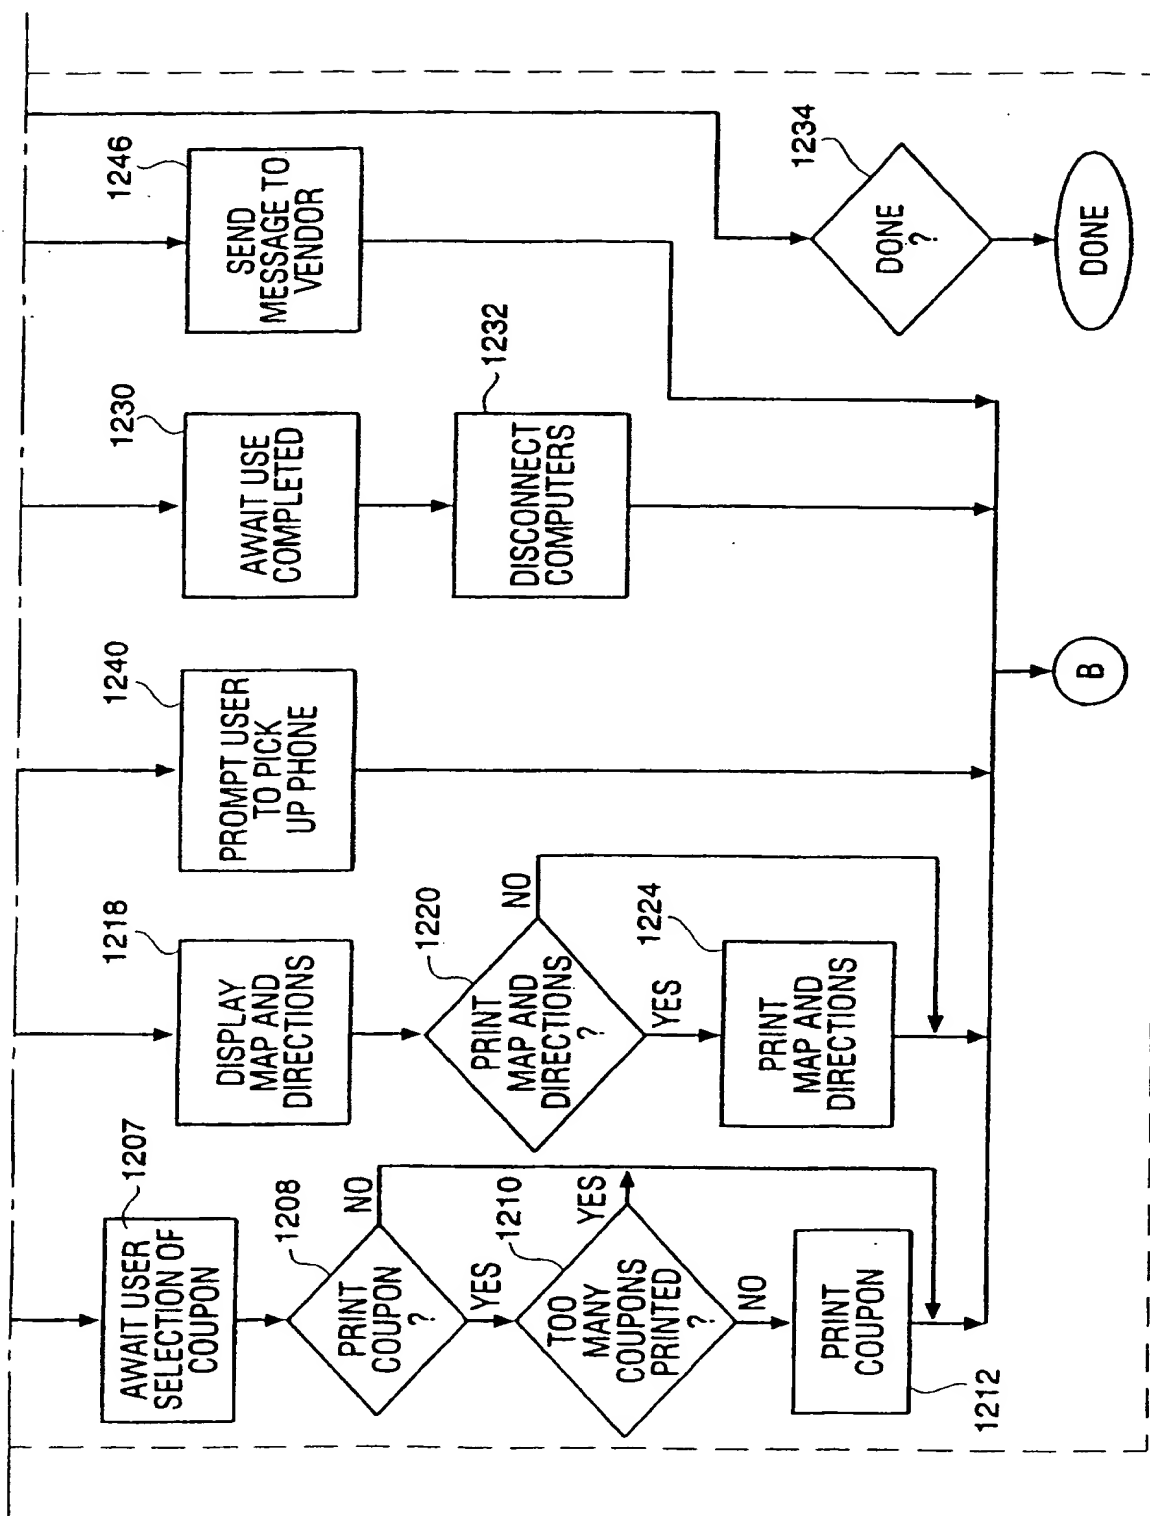 1207
AWAIT USER
SELECTION OF
COUPON
1208
PRINT
COUPON
?
NO
YES
1210
TOO
MANY
COUPONS
PRINTED
?
YES
NO
PRINT
COUPON
1212
1218
DISPLAY
MAP AND
DIRECTIONS
1220
PRINT
MAP AND
DIRECTIONS
?
NO
YES
1224
PRINT
MAP AND
DIRECTIONS
1240
PROMPT USER
TO PICK
UP PHONE
1230
AWAIT USE
COMPLETED
1232
DISCONNECT
COMPUTERS
1246
SEND
MESSAGE TO
VENDOR
1234
DONE
?
DONE
B